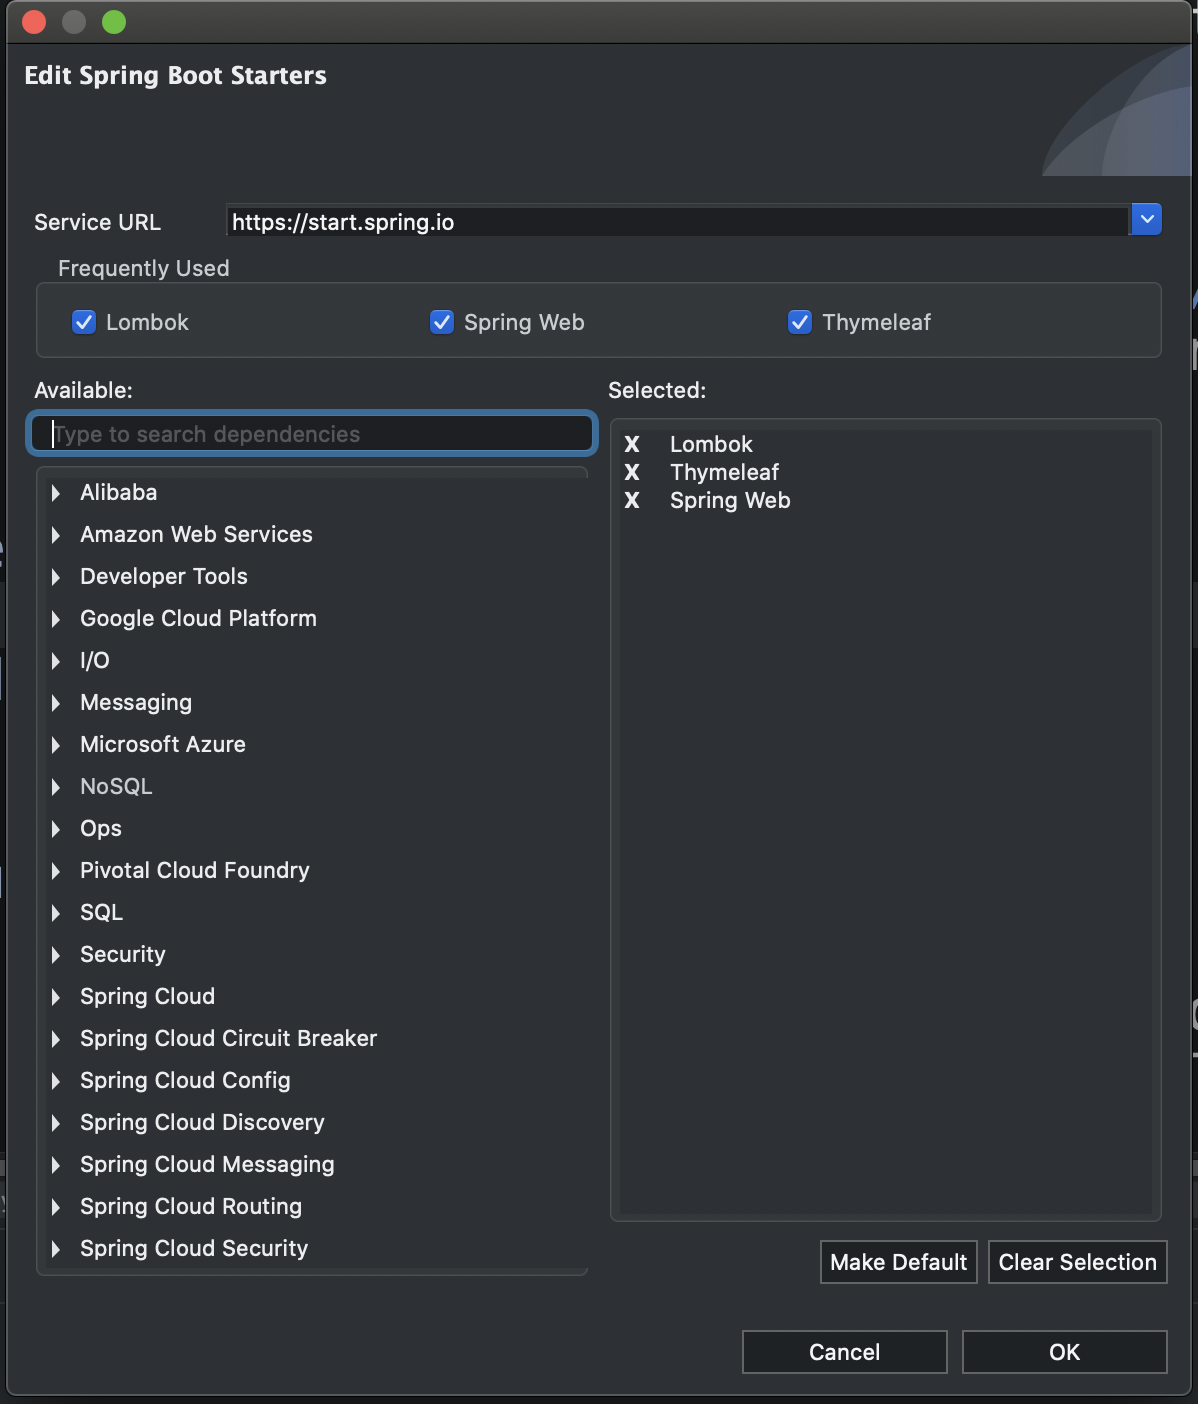 Edit Spring Boot Starters
Service URL
https://start.spring.io
Frequently Used
Lombok
Spring Web
Thymeleaf
Available:
Type to search dependencies
Alibaba
Amazon Web Services
Developer Tools
Google Cloud Platform
I/O
Messaging
Microsoft Azure
NoSQL
Ops
Pivotal Cloud Foundry
SQL
Security
Spring Cloud
Spring Cloud Circuit Breaker
Spring Cloud Config
Spring Cloud Discovery
Spring Cloud Messaging
Spring Cloud Routing
Spring Cloud Security
Selected:
X Lombok
X Thymeleaf
X Spring Web
Make Default
Clear Selection
Cancel
OK